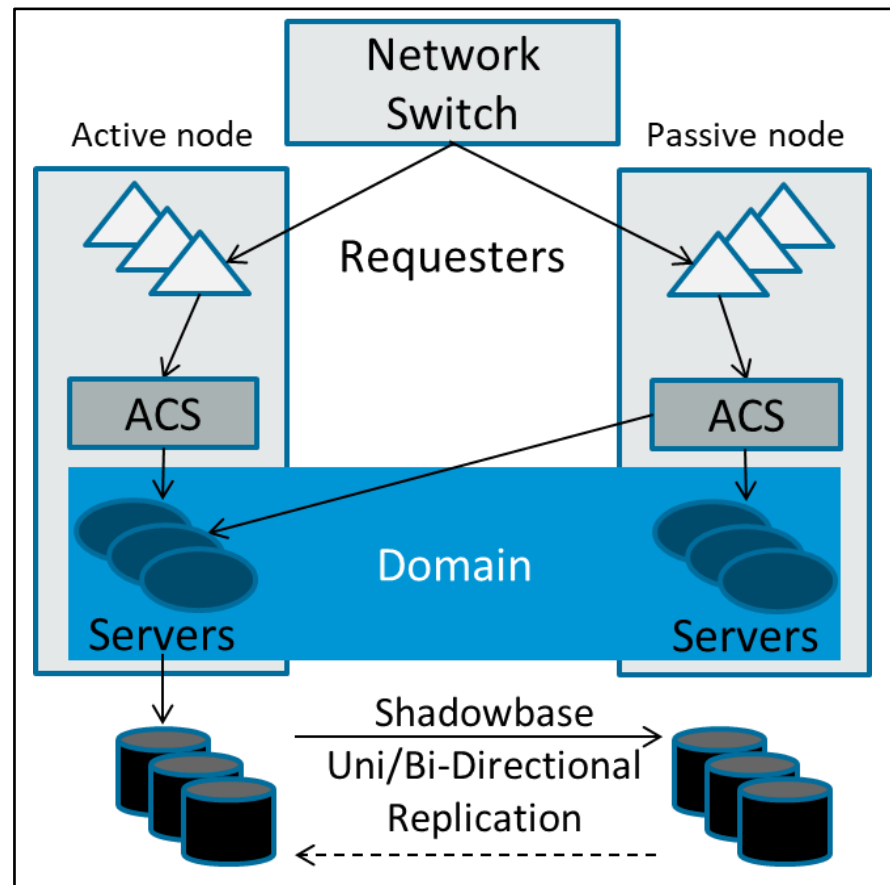 Network
Switch
Active node
Passive node
Requesters
ACS
ACS
Domain
Servers
Servers
Shadowbase
Uni/Bi-Directional
Replication